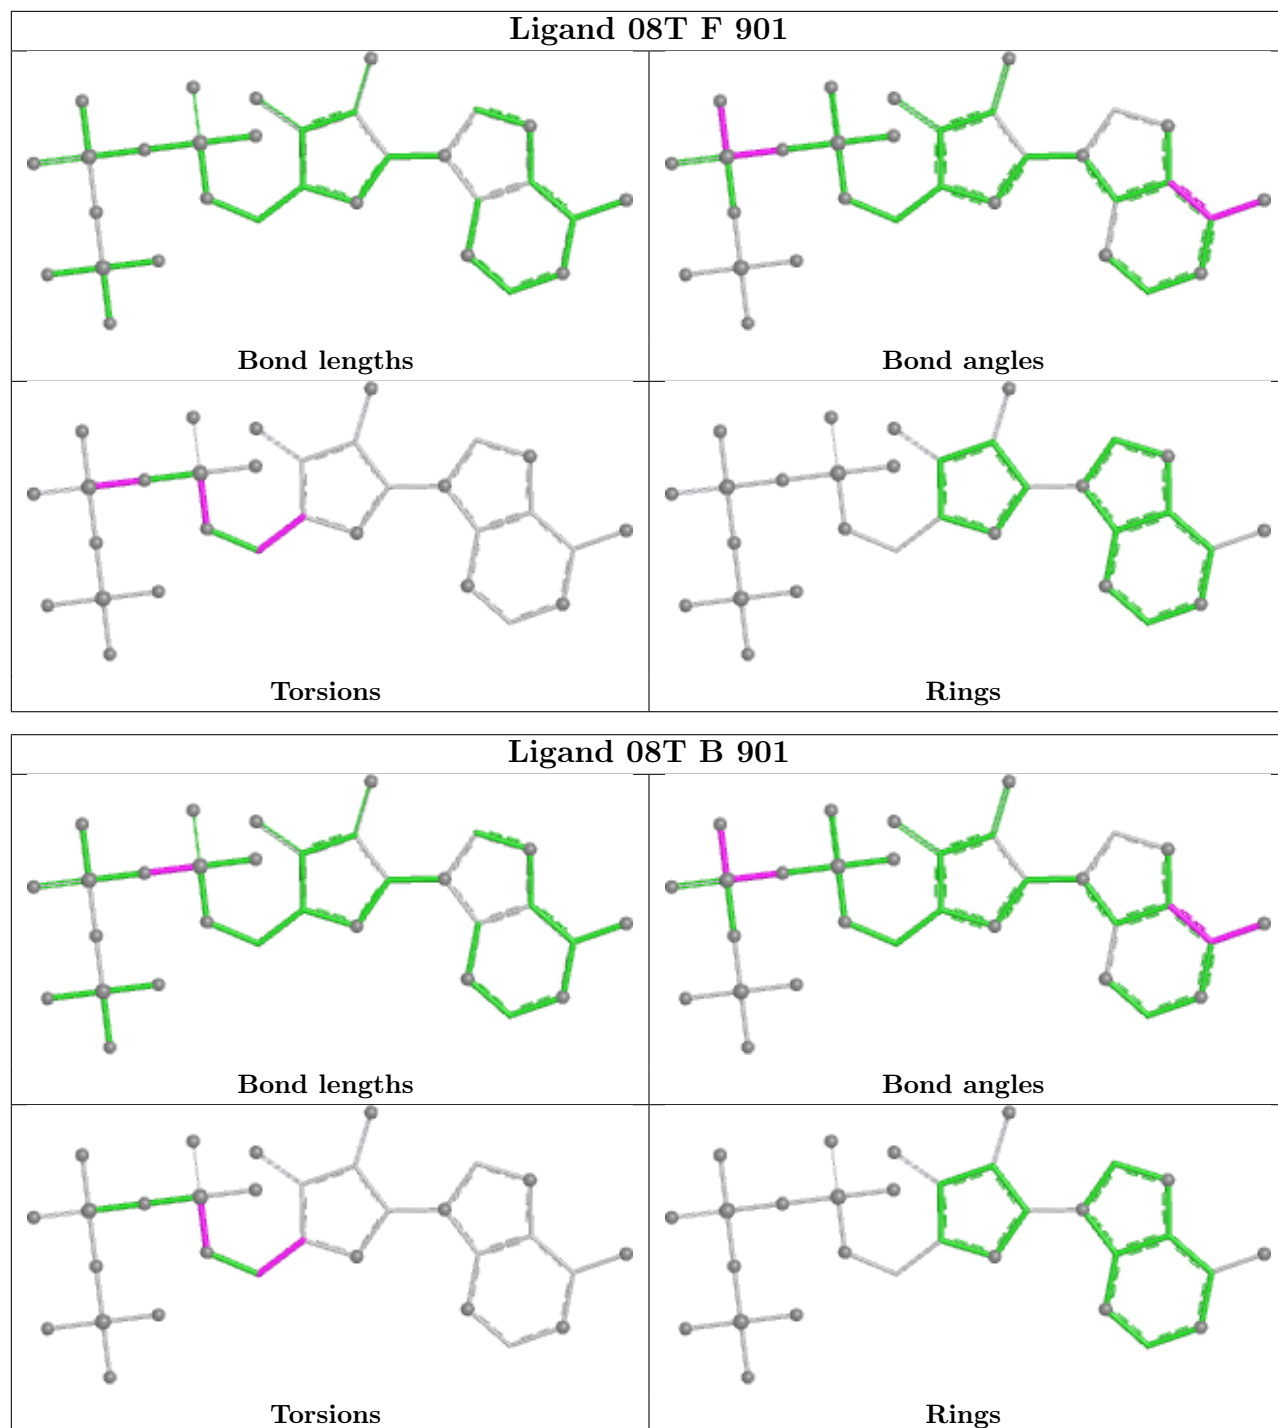 Ligand 08T F 901
Bond lengths
Bond angles
Torsions
Rings
Ligand 08T B 901
Bond lengths
Bond angles
Torsions
Rings